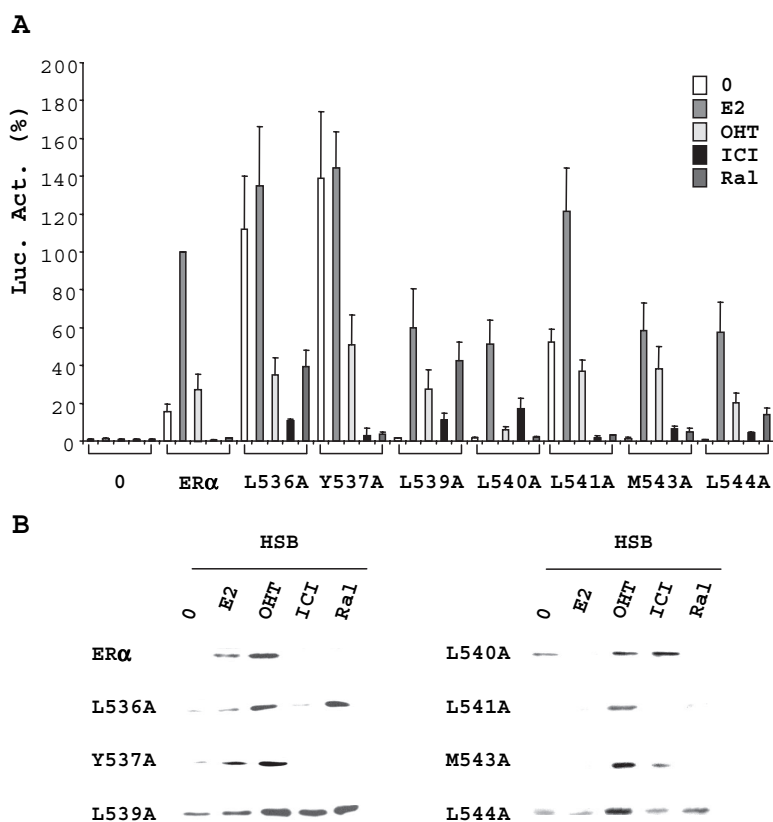 A
Luc. Act. (%)
200
180
160
140
120
100
80
60
40
20
0
0
E2
OHT
ICI
Ral
0 ERα L536A Y537A L539A L540A L541A M543A L544A
B
HSB HSB
0 E2 OHT ICI Ral 0 E2 OHT ICI Ral
ERα L540A
L536A L541A
Y537A M543A
L539A L544A